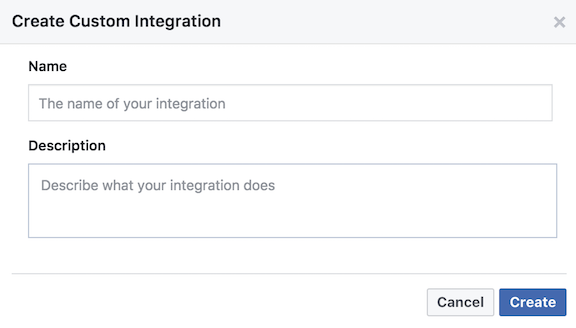 Create Custom Integration ×
Name
The name of your integration
Description
Describe what your integration does
Cancel Create